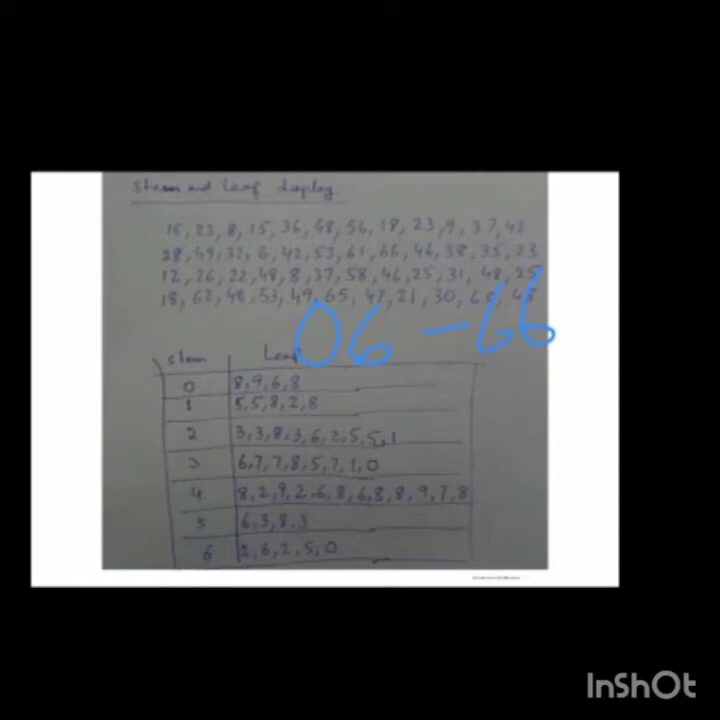 Steam and Leaf display
15, 23, 8, 15, 36, 48, 56, 18, 23, 9, 37, 42
28, 49, 37, 6, 42, 53, 61, 66, 46, 38, 35, 23
12, 26, 22, 48, 8, 37, 58, 46, 25, 31, 48, 25
18, 62, 48, 53, 49, 65, 47, 21, 30, 60, 48
06 - 66
stem Leaf
0 8, 9, 6, 8
1 5, 5, 8, 2, 8
2 3, 3, 8, 3, 6, 2, 5, 5, 1
3 6, 7, 7, 8, 5, 7, 1, 0
4 8, 2, 9, 2, 6, 8, 6, 8, 8, 9, 7, 8
5 6, 3, 8, 3
6 1, 6, 2, 5, 0
InShOt